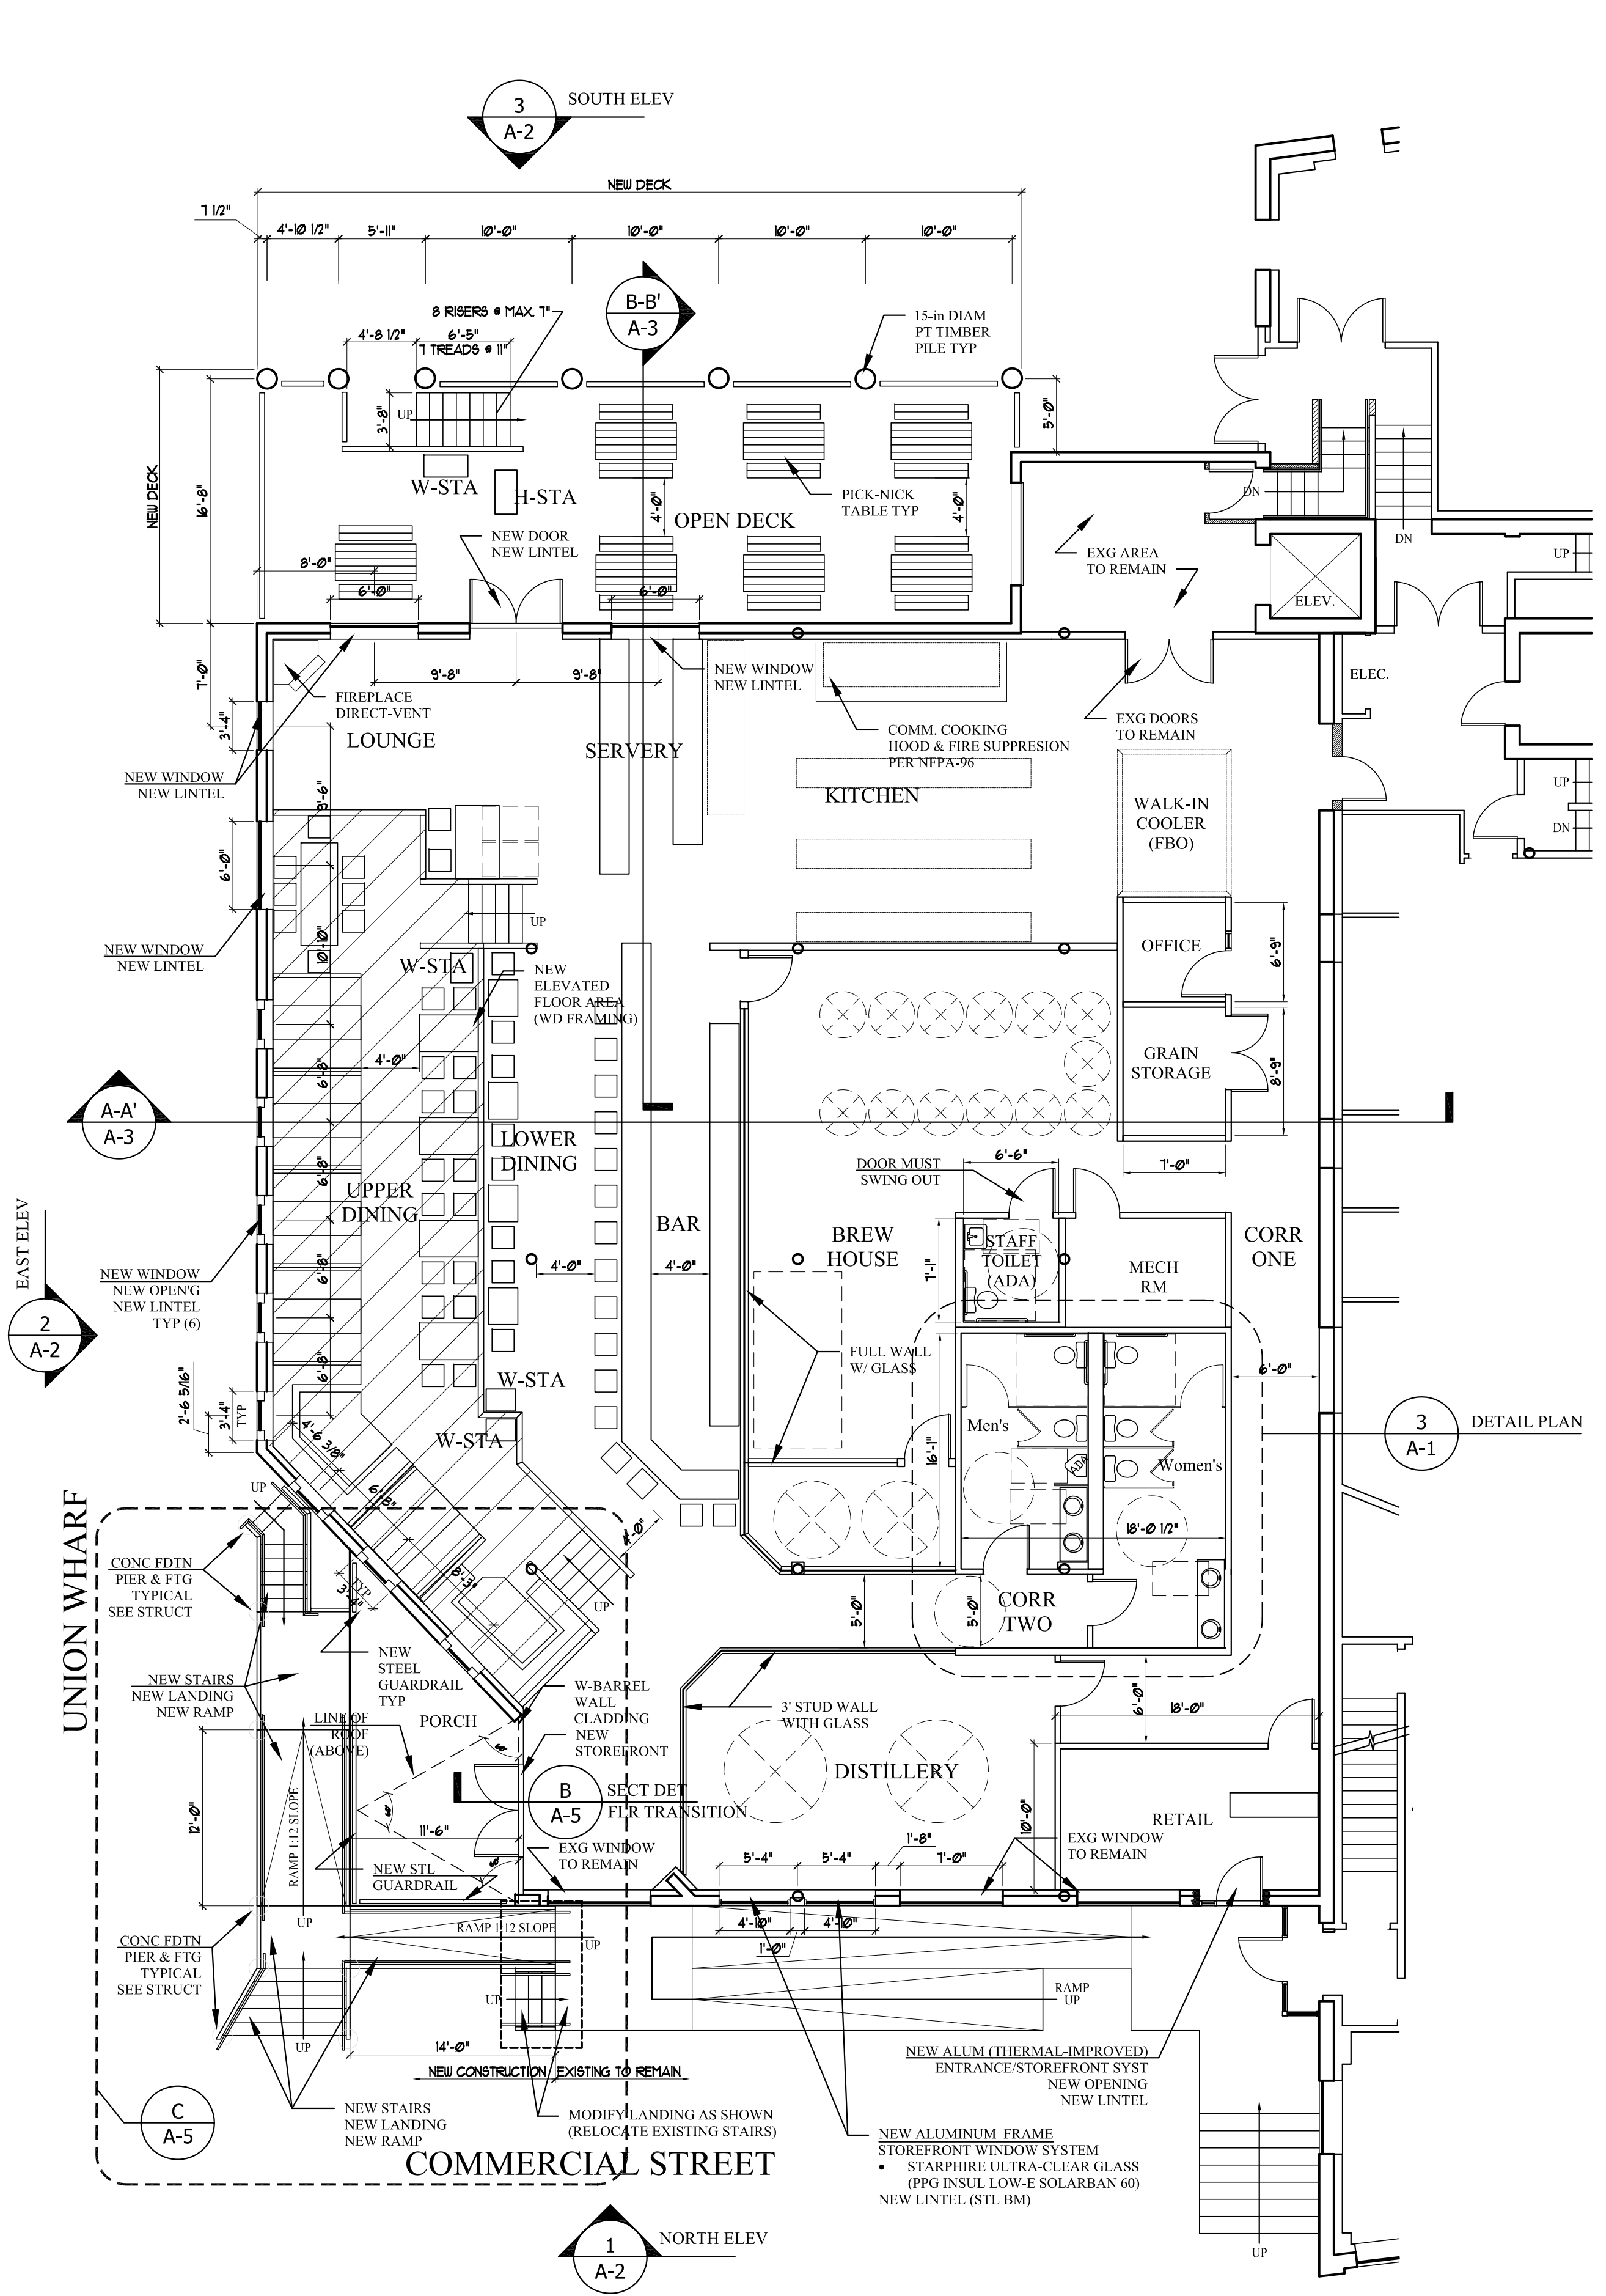 3
A-2
SOUTH ELEV
NEW DECK
7 1/2"
4'-10 1/2"
5'-11"
10'-0"
10'-0"
10'-0"
10'-0"
8 RISERS @ MAX. 7"
4'-8 1/2"
6'-5"
7 TREADS @ 11"
B-B'
A-3
15-in DIAM
PT TIMBER
PILE TYP
NEW DECK
16'-8"
UP
3'-8"
5'-0"
W-STA
H-STA
4'-0"
OPEN DECK
4'-0"
PICK-NICK
TABLE TYP
NEW DOOR
NEW LINTEL
8'-0"
6'-0"
6'-0"
EXG AREA
TO REMAIN
DN
DN
ELEV.
UP
7'-0"
3'-4"
9'-8"
9'-8"
FIREPLACE
DIRECT-VENT
LOUNGE
SERVERY
NEW WINDOW
NEW LINTEL
COMM. COOKING
HOOD & FIRE SUPPRESION
PER NFPA-96
KITCHEN
EXG DOORS
TO REMAIN
ELEC.
UP
DN
NEW WINDOW
NEW LINTEL
9'-6"
6'-0"
WALK-IN
COOLER
(FBO)
NEW WINDOW
NEW LINTEL
10'-10"
UP
W-STA
NEW
ELEVATED
FLOOR AREA
(WD FRAMING)
OFFICE
6'-9"
GRAIN
STORAGE
8'-9"
7'-0"
6'-8"
4'-0"
A-A'
A-3
LOWER
DINING
6'-8"
UPPER
DINING
DOOR MUST
SWING OUT
6'-6"
EAST ELEV
2
A-2
BAR
BREW
HOUSE
7'-1"
STAFF
TOILET
(ADA)
MECH
RM
CORR
ONE
4'-0"
4'-0"
NEW WINDOW
NEW OPEN'G
NEW LINTEL
TYP (6)
6'-8"
6'-8"
FULL WALL
W/ GLASS
6'-0"
2'-6 5/16"
3'-4"
TYP
W-STA
W-STA
4'-6 3/8"
16'-1"
Men's
ADA
Women's
3
A-1
DETAIL PLAN
18'-0 1/2"
UP
6'-8"
4'-0"
UNION WHARF
CONC FDTN
PIER & FTG
TYPICAL
SEE STRUCT
3'-4"
TYP
8'-3"
UP
5'-0"
5'-0"
CORR
TWO
NEW
STEEL
GUARDRAIL
TYP
NEW STAIRS
NEW LANDING
NEW RAMP
W-BARREL
WALL
CLADDING
NEW
STOREFRONT
LINE OF
ROOF
(ABOVE)
PORCH
60°
60°
60°
3' STUD WALL
WITH GLASS
6'-0"
18'-0"
DISTILLERY
B
A-5
SECT DET
FLR TRANSITION
RETAIL
10'-0"
12'-0"
RAMP 1:12 SLOPE
11'-6"
NEW STL
GUARDRAIL
EXG WINDOW
TO REMAIN
5'-4"
5'-4"
1'-8"
7'-0"
EXG WINDOW
TO REMAIN
UP
RAMP 1:12 SLOPE
UP
4'-10"
4'-10"
1'-0"
CONC FDTN
PIER & FTG
TYPICAL
SEE STRUCT
UP
RAMP
UP
UP
14'-0"
NEW CONSTRUCTION
EXISTING TO REMAIN
NEW ALUM (THERMAL-IMPROVED)
ENTRANCE/STOREFRONT SYST
NEW OPENING
NEW LINTEL
C
A-5
NEW STAIRS
NEW LANDING
NEW RAMP
MODIFY LANDING AS SHOWN
(RELOCATE EXISTING STAIRS)
COMMERCIAL STREET
NEW ALUMINUM FRAME
STOREFRONT WINDOW SYSTEM
• STARPHIRE ULTRA-CLEAR GLASS
(PPG INSUL LOW-E SOLARBAN 60)
NEW LINTEL (STL BM)
UP
1
A-2
NORTH ELEV